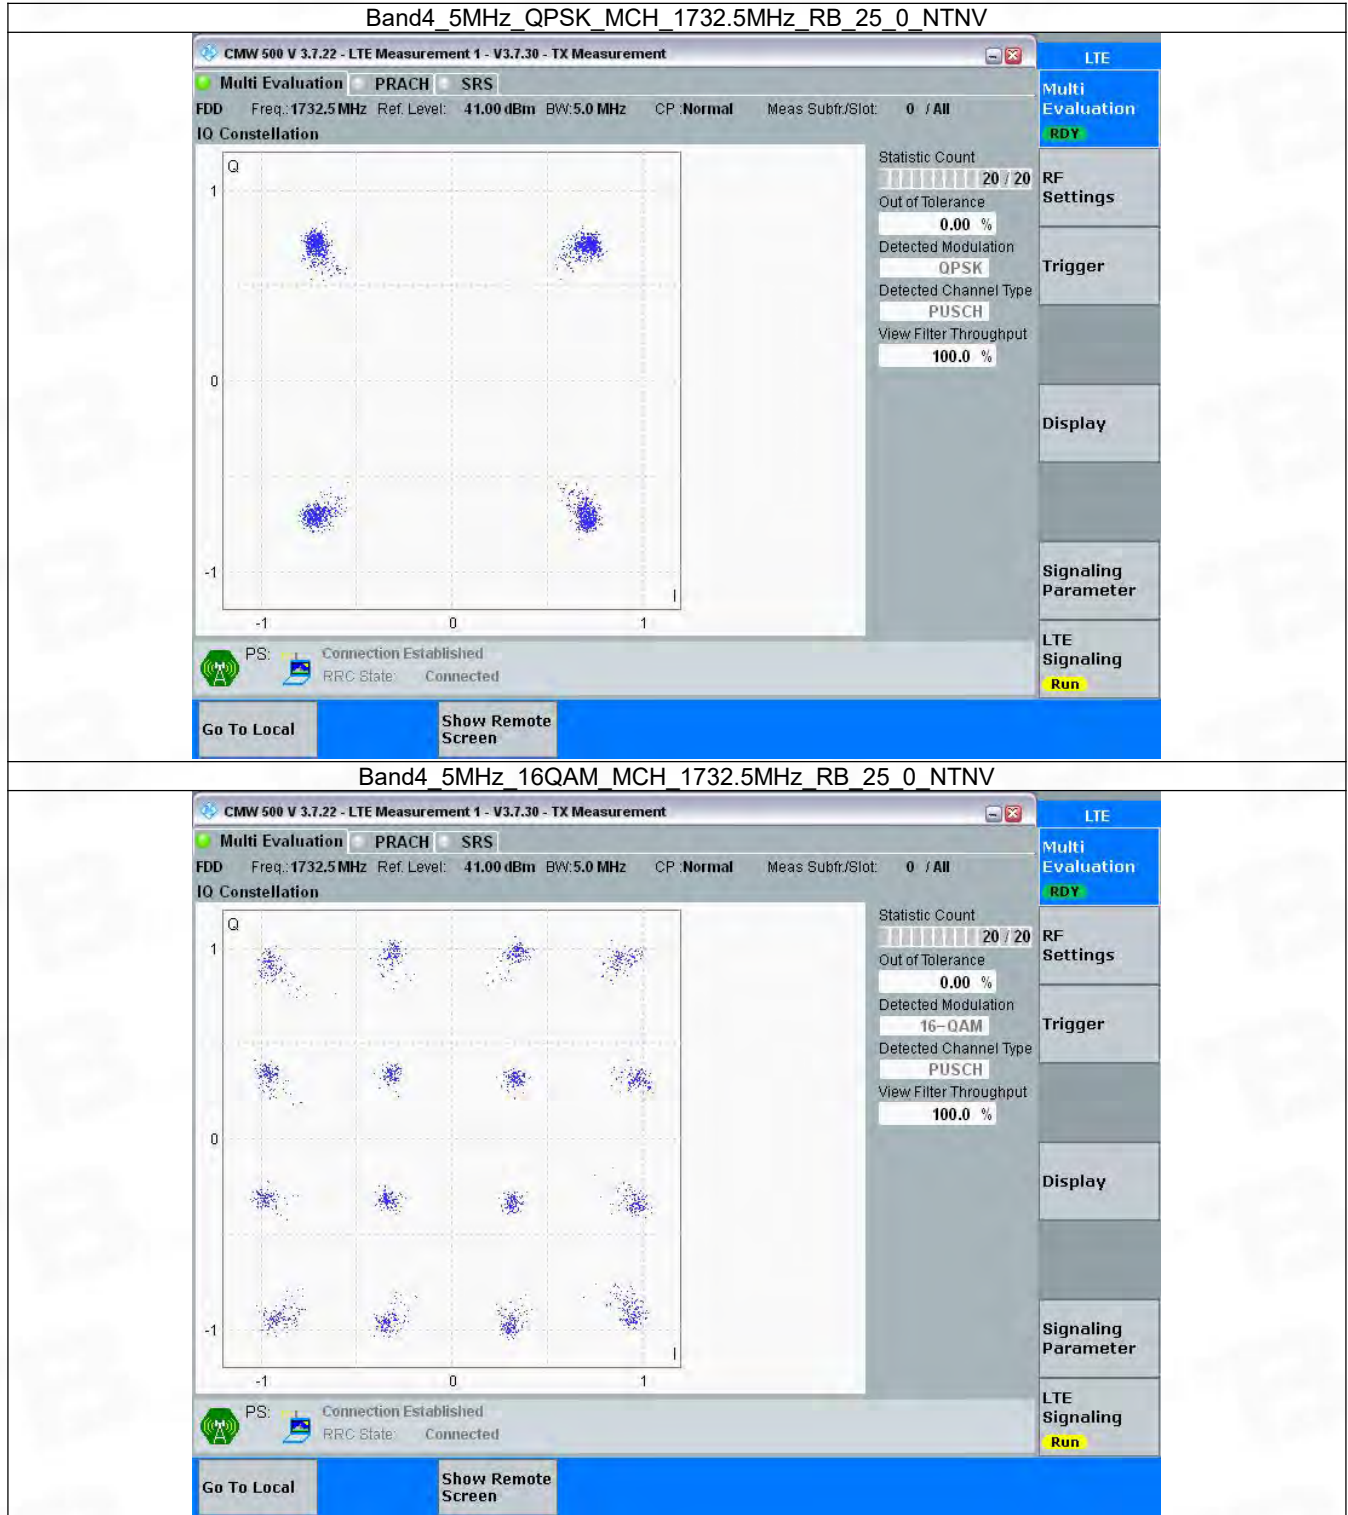 Band4_5MHz_QPSK_MCH_1732.5MHz_RB_25_0_NTNV
CMW 500 V 3.7.22 - LTE Measurement 1 - V3.7.30 - TX Measurement
LTE
Multi Evaluation PRACH SRS
Multi
Evaluation
RDY
FDD Freq.: 1732.5 MHz Ref. Level: 41.00 dBm BW: 5.0 MHz CP : Normal Meas Subfr./Slot: 0 / All
IQ Constellation
Q
1
0
-1
I
-1 0 1
Statistic Count
20 / 20
Out of Tolerance
0.00 %
Detected Modulation
QPSK
Detected Channel Type
PUSCH
View Filter Throughput
100.0 %
RF
Settings
Trigger
Display
Signaling
Parameter
LTE
Signaling
Run
PS: Connection Established
RRC State: Connected
Go To Local
Show Remote
Screen
Band4_5MHz_16QAM_MCH_1732.5MHz_RB_25_0_NTNV
CMW 500 V 3.7.22 - LTE Measurement 1 - V3.7.30 - TX Measurement
LTE
Multi Evaluation PRACH SRS
Multi
Evaluation
RDY
FDD Freq.: 1732.5 MHz Ref. Level: 41.00 dBm BW: 5.0 MHz CP : Normal Meas Subfr./Slot: 0 / All
IQ Constellation
Q
1
0
-1
I
-1 0 1
Statistic Count
20 / 20
Out of Tolerance
0.00 %
Detected Modulation
16-QAM
Detected Channel Type
PUSCH
View Filter Throughput
100.0 %
RF
Settings
Trigger
Display
Signaling
Parameter
LTE
Signaling
Run
PS: Connection Established
RRC State: Connected
Go To Local
Show Remote
Screen